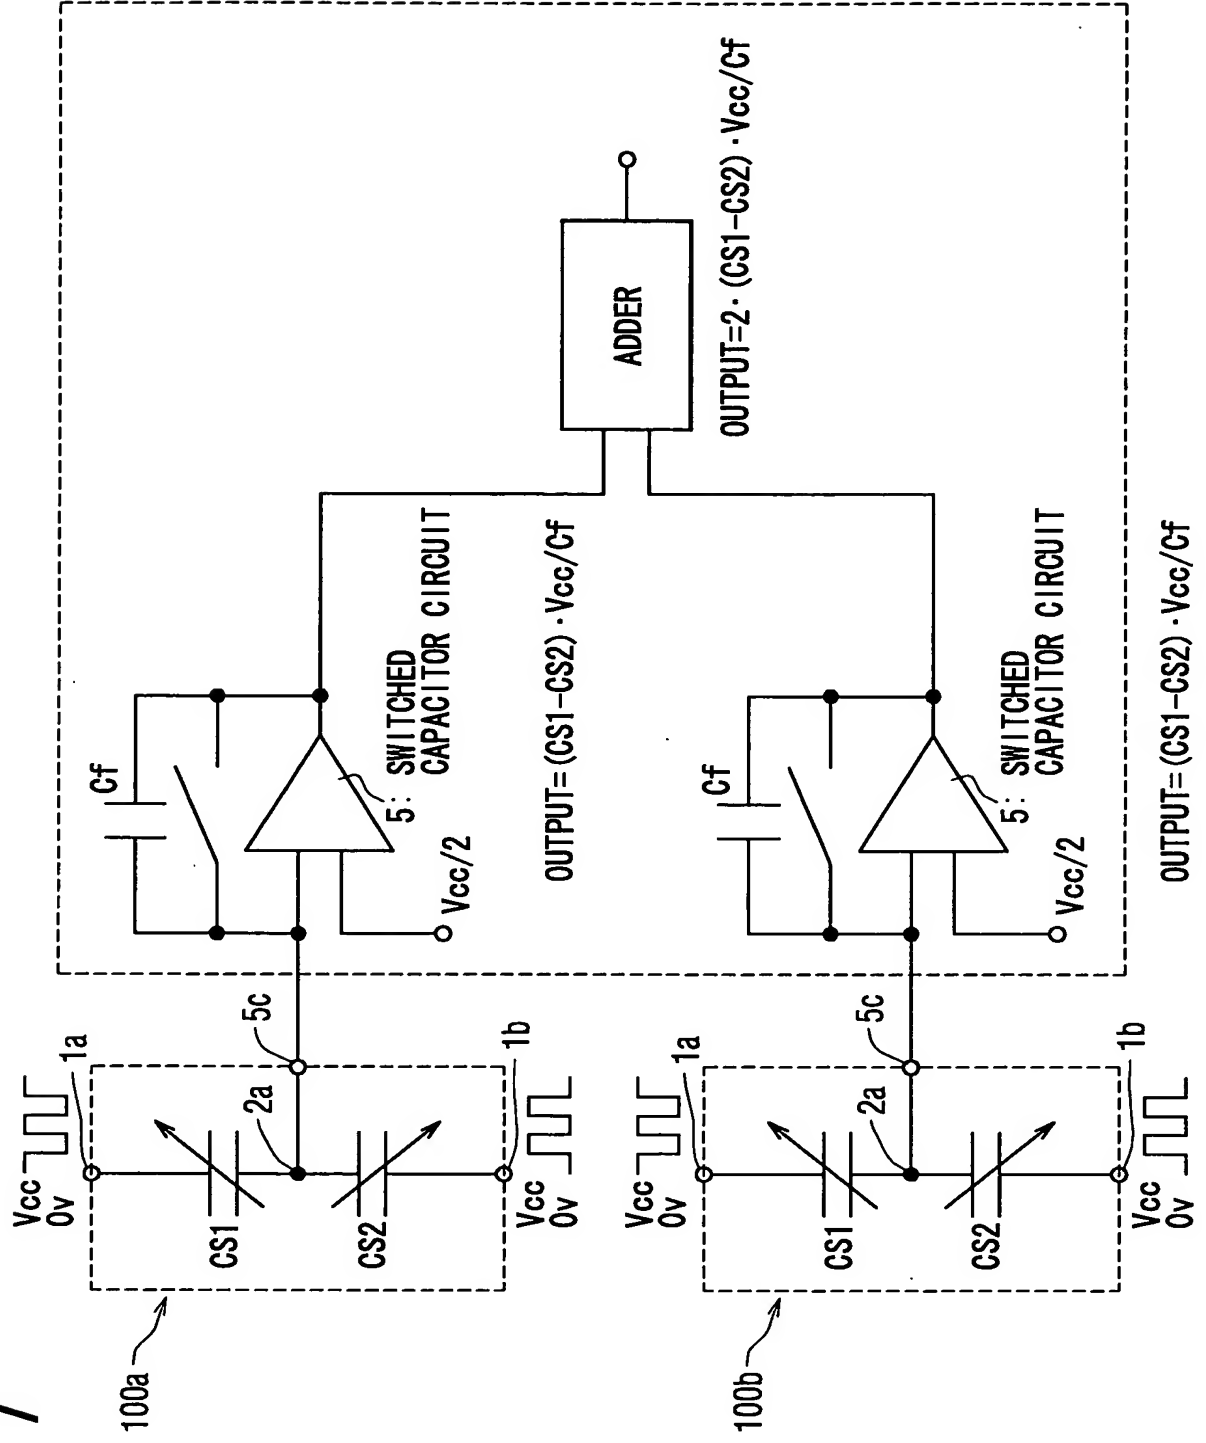 100a
Vcc
0v
1a
CS1
2a
5c
CS2
1b
Vcc
0v
Cf
Vcc/2
5: SWITCHED
CAPACITOR CIRCUIT
OUTPUT=(CS1-CS2)·Vcc/Cf
ADDER
OUTPUT=2·(CS1-CS2)·Vcc/Cf
100b
Vcc
0v
1a
CS1
2a
5c
CS2
1b
Vcc
0v
Cf
Vcc/2
5: SWITCHED
CAPACITOR CIRCUIT
OUTPUT=(CS1-CS2)·Vcc/Cf